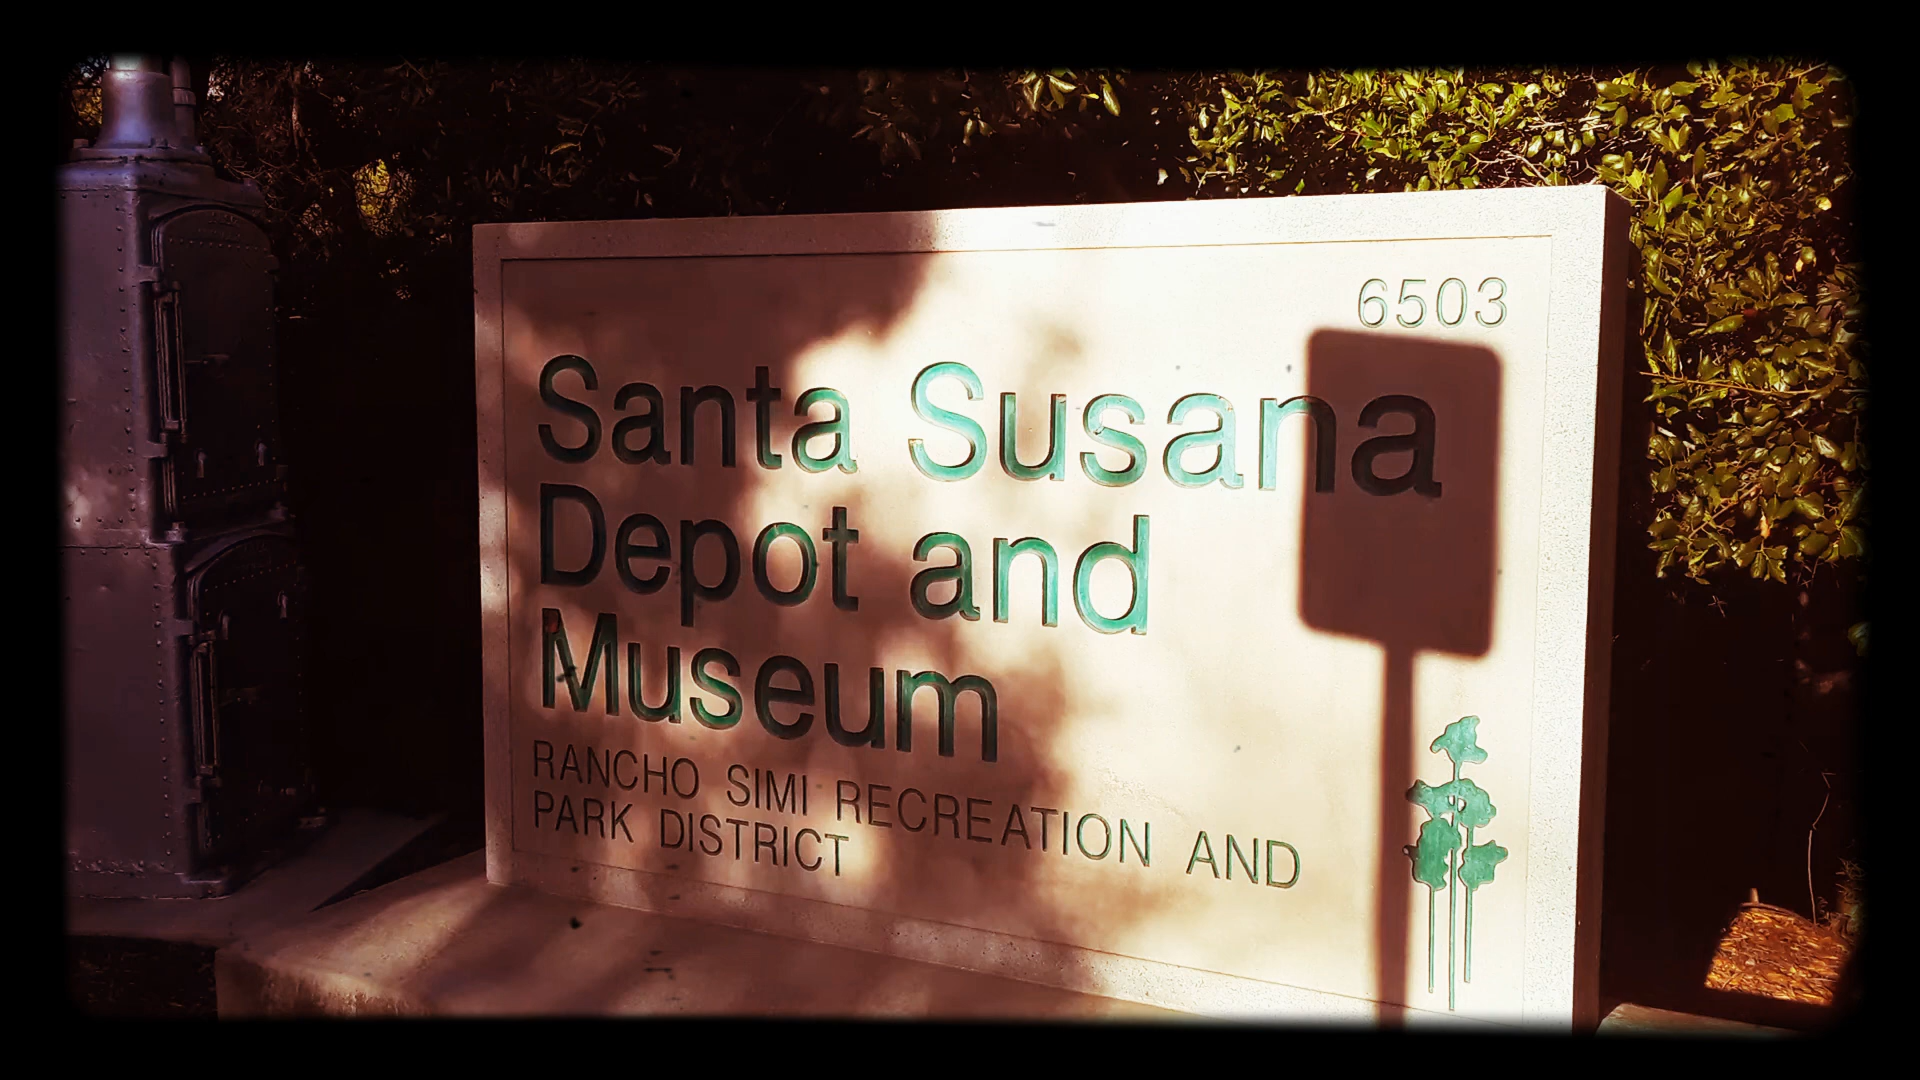 6503
Santa Susana
Depot and
Museum
RANCHO SIMI RECREATION AND
PARK DISTRICT